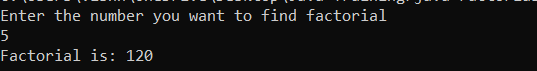 Enter the number you want to find factorial
5
Factorial is: 120